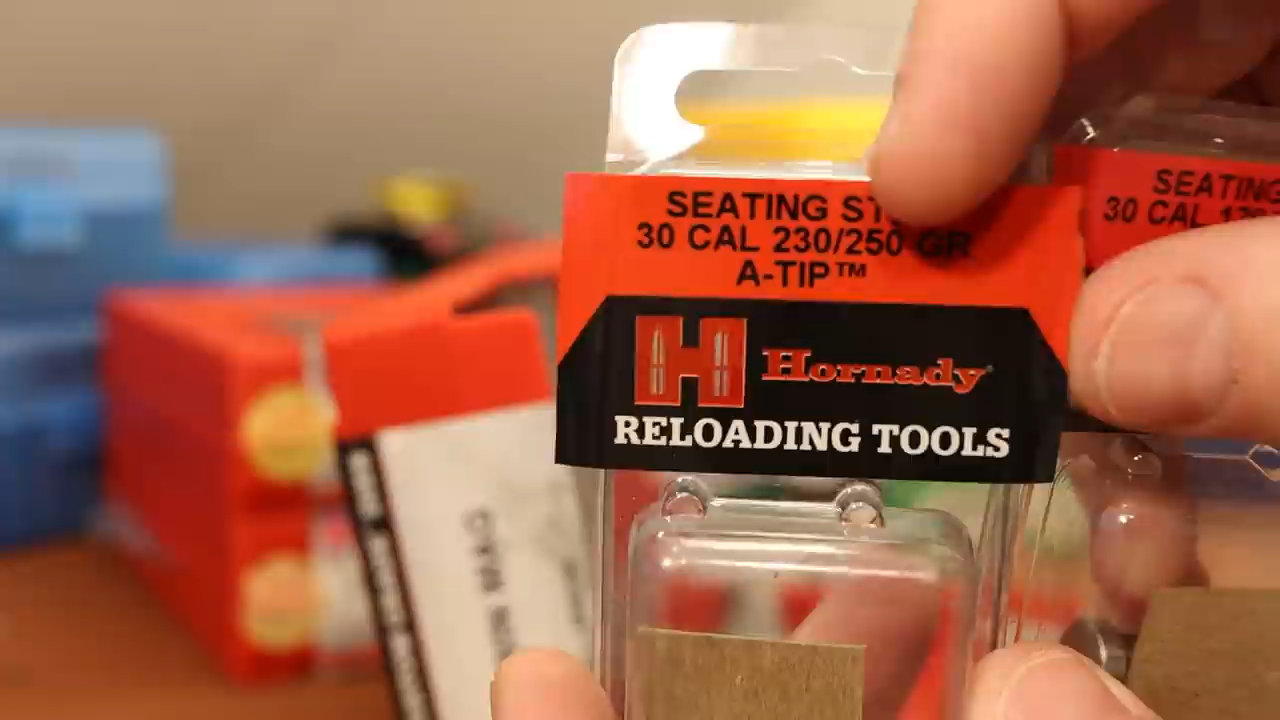 SEATING ST
30 CAL 230/250 GR
A-TIP™
H Hornady
RELOADING TOOLS
SEATING
30 CAL